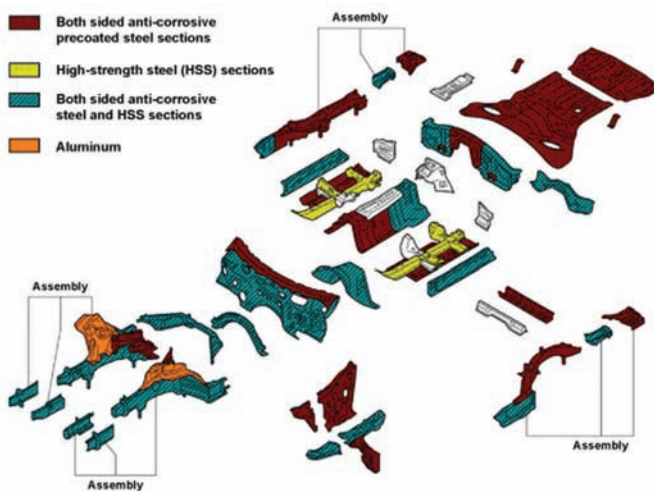 Assembly
Both sided anti-corrosive
precoated steel sections
High-strength steel (HSS) sections
Both sided anti-corrosive
steel and HSS sections
Aluminum
Assembly
Assembly
Assembly